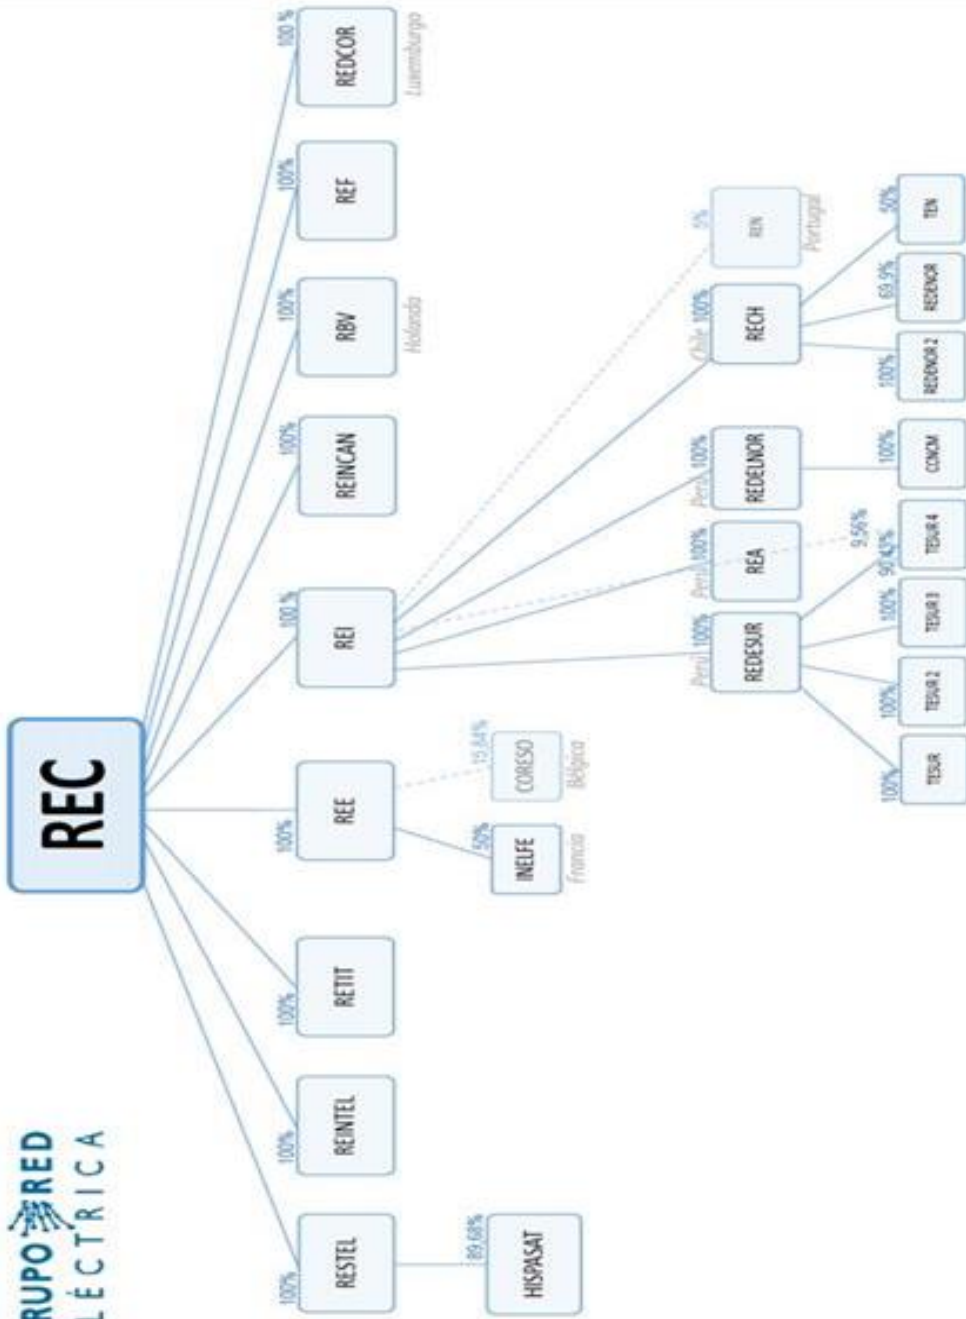 RUPO RED
LÉCTRICA
REC
100%
RESTEL
100%
REINTEL
100%
RETIT
100%
REE
100 %
REI
100%
REINCAN
100%
RBV
Holanda
100%
REF
100 %
REDCOR
Luxemburgo
89,68%
HISPASAT
50%
INELFE
Francia
15,84%
CORESO
Bélgica
Perú 100%
REDESUR
Perú 100%
REA
Perú 100%
REDELNOR
Chile 100%
RECH
5%
REN
Portugal
100%
TESUR
100%
TESUR 2
100%
TESUR 3
9,56%
90,43%
TESUR 4
100%
CONCM
100%
REDENOR 2
69,9%
REDENOR
50%
TEN